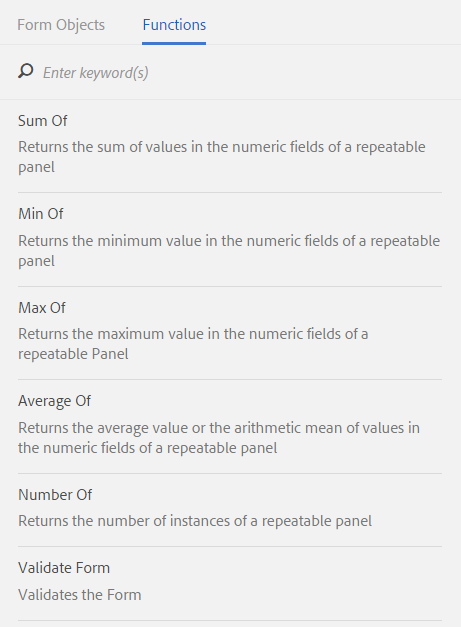 Form Objects Functions
Enter keyword(s)
Sum Of
Returns the sum of values in the numeric fields of a repeatable
panel
Min Of
Returns the minimum value in the numeric fields of a repeatable
panel
Max Of
Returns the maximum value in the numeric fields of a
repeatable Panel
Average Of
Returns the average value or the arithmetic mean of values in
the numeric fields of a repeatable panel
Number Of
Returns the number of instances of a repeatable panel
Validate Form
Validates the Form